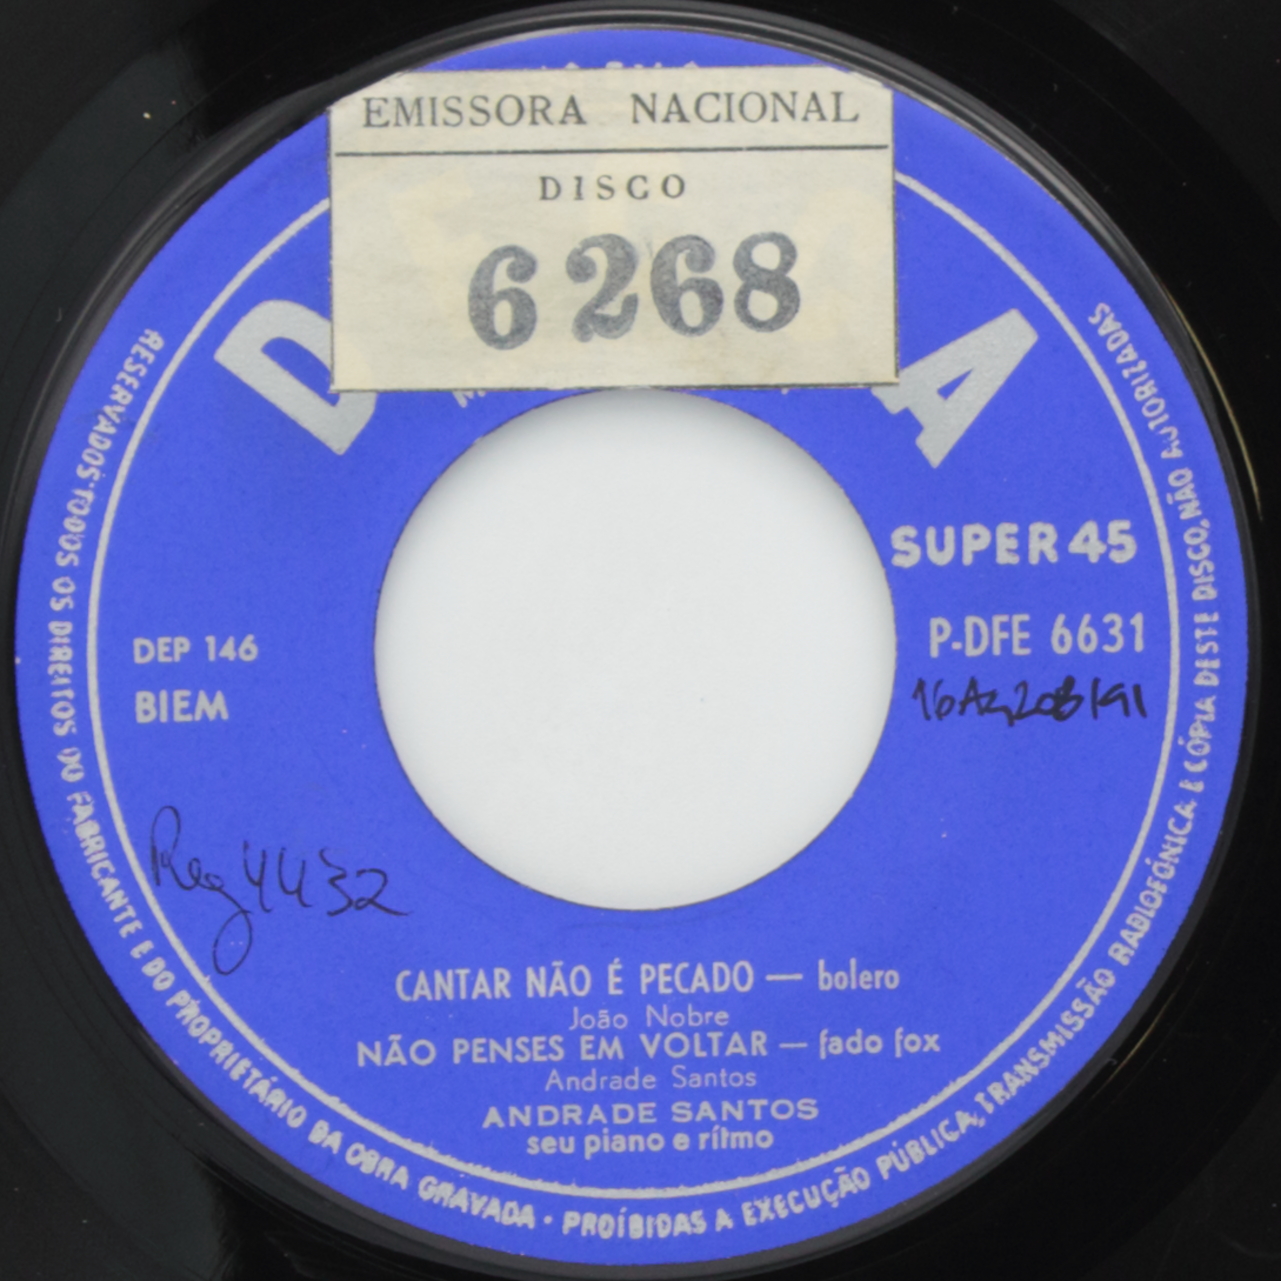 EMISSORA NACIONAL
DISCO
6268
SUPER 45
P-DFE 6631
DEP 146
BIEM
Reg 4432
CANTAR NÃO É PECADO — bolero
João Nobre
NÃO PENSES EM VOLTAR — fado fox
Andrade Santos
ANDRADE SANTOS
seu piano e rítmo
RESERVADOS TODOS OS DIREITOS DO FABRICANTE E DO PROPRIETÁRIO DA OBRA GRAVADA · PROÍBIDAS A EXECUÇÃO PÚBLICA, TRANSMISSÃO RADIOFÓNICA E CÓPIA DESTE DISCO, NÃO AUTORIZADAS